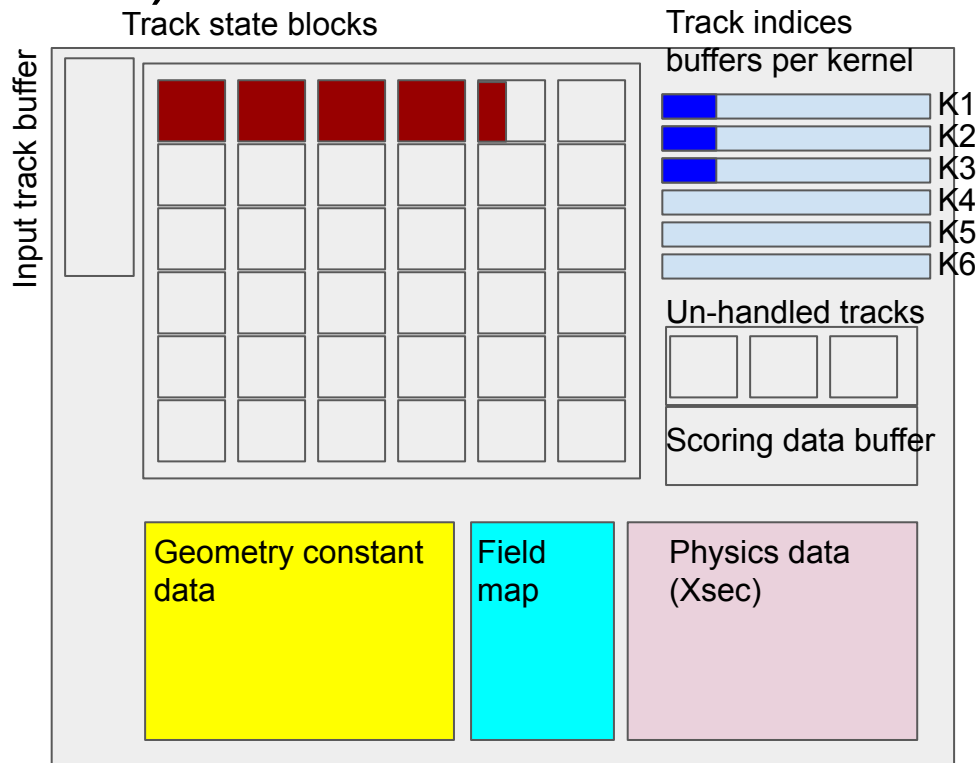 )
Track state blocks
Track indices
buffers per kernel
Input track buffer
K1
K2
K3
K4
K5
K6
Un-handled tracks
Scoring data buffer
Geometry constant
data
Field
map
Physics data
(Xsec)